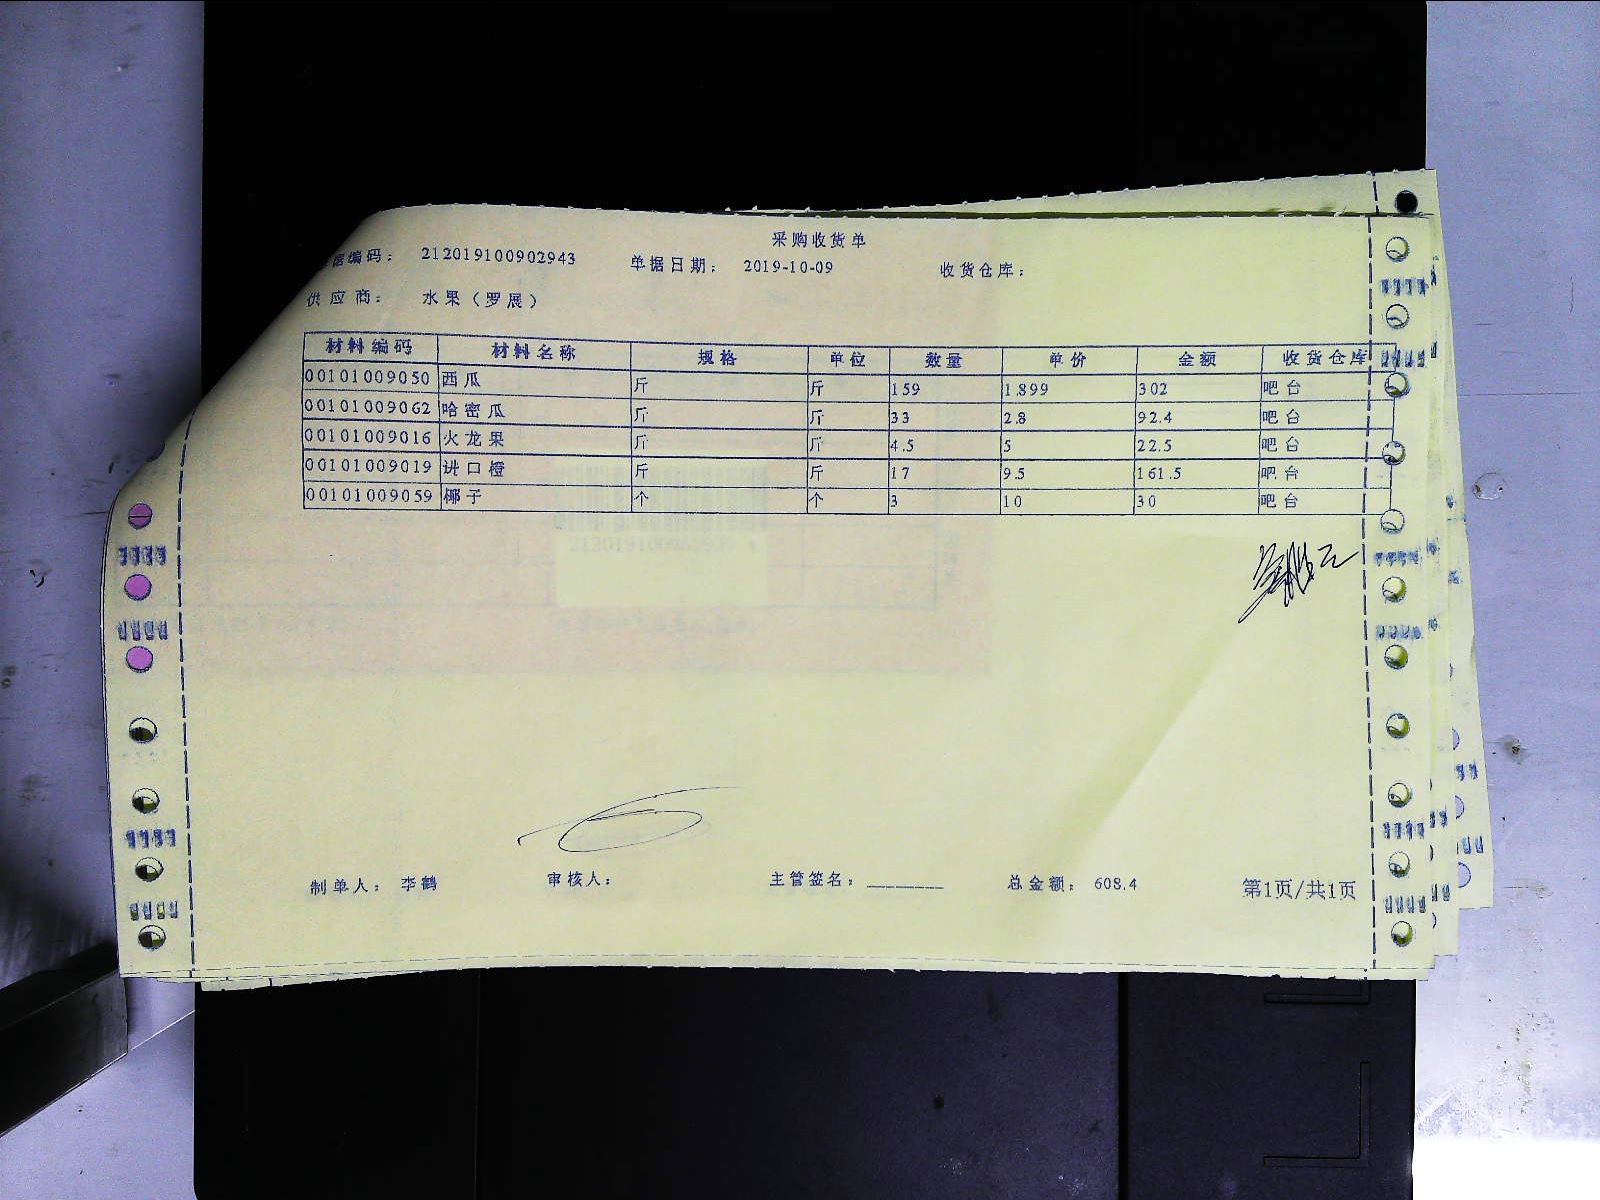 采购收货单
据编码： 212019100902943 单据日期： 2019-10-09 收货仓库：
供应商： 水果（罗展）
材料编码 材料名称 规格 单位 数量 单价 金额 收货仓库
00101009050 西瓜 斤 斤 159 1.899 302 吧台
00101009062 哈密瓜 斤 斤 33 2.8 92.4 吧台
00101009016 火龙果 斤 斤 4.5 5 22.5 吧台
00101009019 进口橙 斤 斤 17 9.5 161.5 吧台
00101009059 椰子 个 个 3 10 30 吧台
制单人： 李鹤 审核人： 主管签名： ________ 总金额： 608.4 第1页/共1页